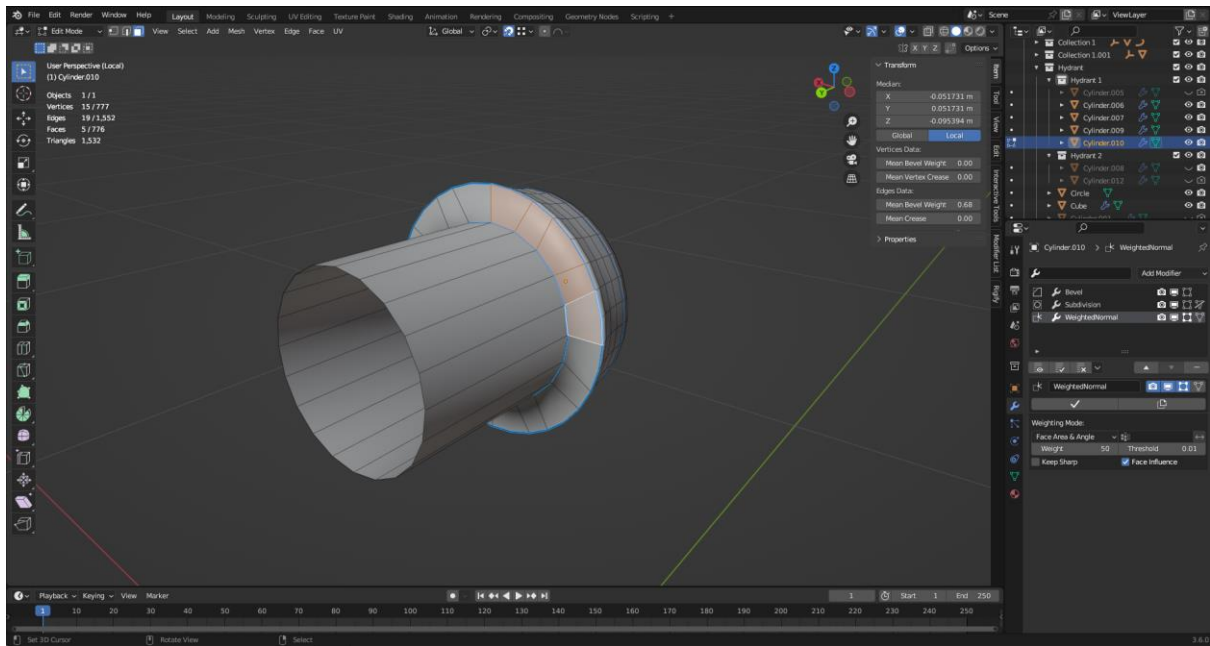 File Edit Render Window Help Layout Modeling Sculpting UV Editing Texture Paint Shading Animation Rendering Compositing Geometry Nodes Scripting + Scene ViewLayer
Edit Mode View Select Add Mesh Vertex Edge Face UV Global
X Y Z Options
User Perspective (Local)
(1) Cylinder.010
Objects 1/1
Vertices 15/777
Edges 19/1,552
Faces 5/776
Triangles 1,532
Z
X
Y
Transform
Median:
X -0.051731 m
Y 0.051731 m
Z -0.095394 m
Global Local
Vertices Data:
Mean Bevel Weight 0.00
Mean Vertex Crease 0.00
Edges Data:
Mean Bevel Weight 0.68
Mean Crease 0.00
Properties
Item
Tool
View
Edit
Interactive Tools
Modifier List
Rigify
Collection 1
Collection 1.001
Hydrant
Hydrant 1
Cylinder.005
Cylinder.006
Cylinder.007
Cylinder.009
Cylinder.010
Hydrant 2
Cylinder.008
Cylinder.012
Circle
Cube
Cylinder.010 > WeightedNormal
Add Modifier
Bevel
Subdivision
WeightedNormal
WeightedNormal
Weighting Mode:
Face Area & Angle
Weight 50 Threshold 0.01
Keep Sharp Face Influence
Playback Keying View Marker 1 Start 1 End 250
1 10 20 30 40 50 60 70 80 90 100 110 120 130 140 150 160 170 180 190 200 210 220 230 240 250
Set 3D Cursor Rotate View Select 3.6.0